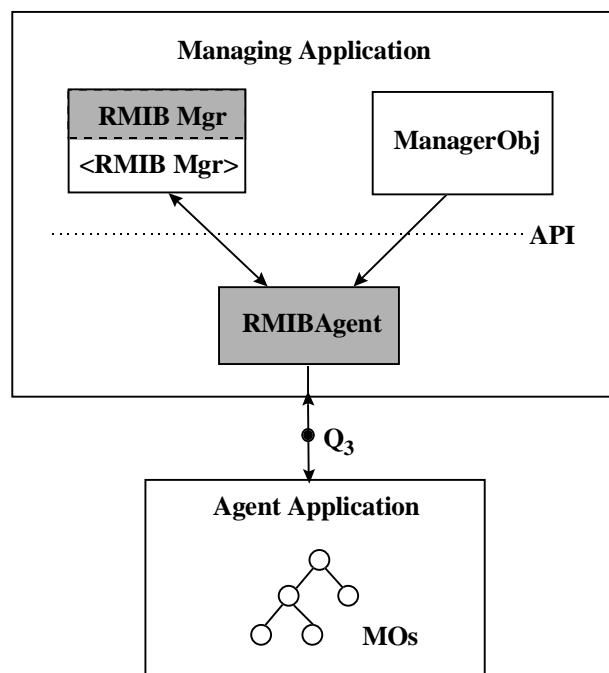 Managing Application
RMIB Mgr
<RMIB Mgr>
ManagerObj
API
RMIBAgent
Q3
Agent Application
MOs